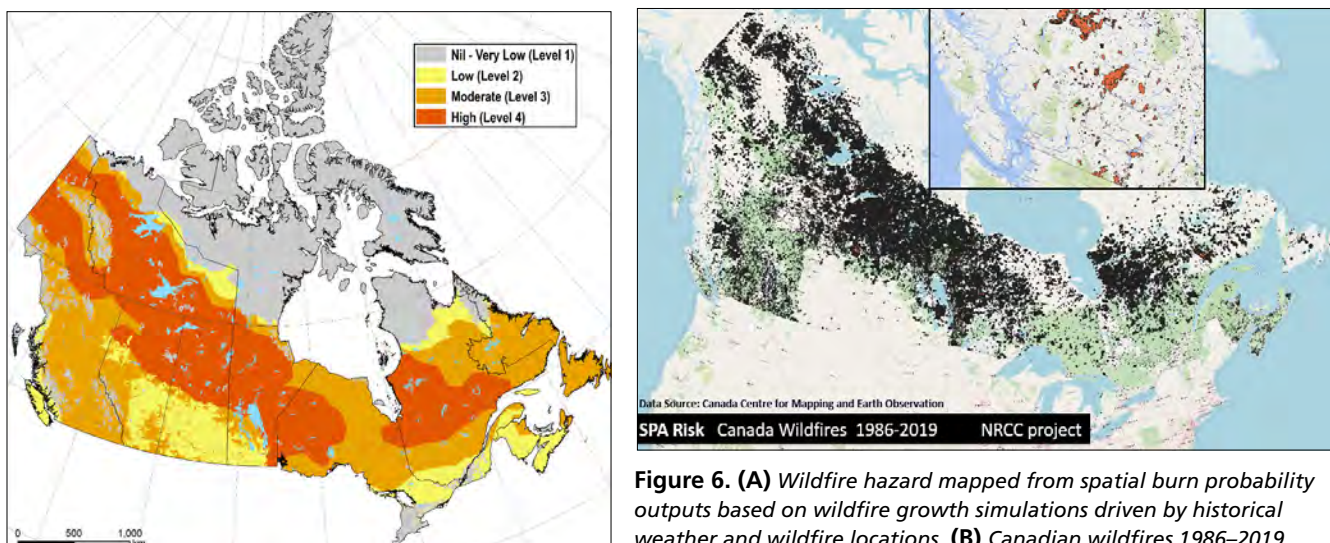 Nil - Very Low (Level 1)
Low (Level 2)
Moderate (Level 3)
High (Level 4)
0 500 1,000
km
Data Source: Canada Centre for Mapping and Earth Observation
SPA Risk Canada Wildfires 1986-2019 NRCC project
Figure 6. (A) Wildfire hazard mapped from spatial burn probability
outputs based on wildfire growth simulations driven by historical
weather and wildfire locations. (B) Canadian wildfires 1986–2019